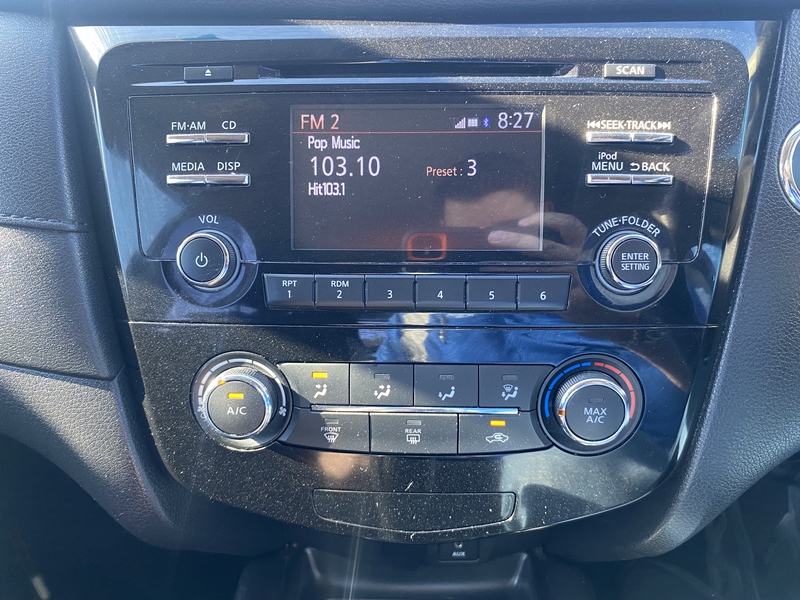 SCAN
FM·AM CD
MEDIA DISP
FM 2 8:27
Pop Music
103.10 Preset : 3
Hit103.1
SEEK·TRACK
iPod
MENU BACK
VOL
TUNE·FOLDER
ENTER
SETTING
RPT RDM
1 2 3 4 5 6
A/C
MAX
A/C
FRONT REAR
AUX